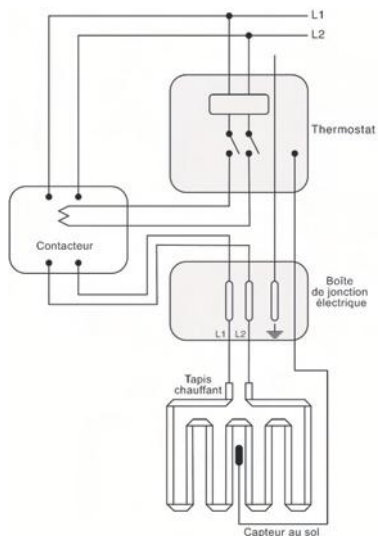 L1
L2
Thermostat
Contacteur
Boîte
de jonction
électrique
L1 L2
Tapis
chauffant
Capteur au sol